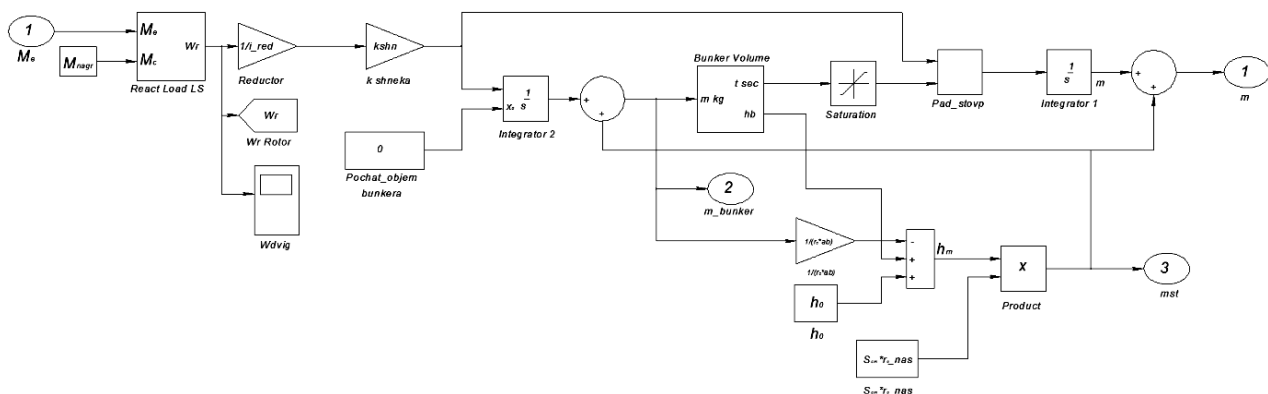 1
Me
Mnagr
Me
Mc
Wr
React Load LS
1/i_red
Reductor
kshn
k shneka
Wr
Wr Rotor
Wdvig
0
Pochat_objem
bunkera
xo
1
s
Integrator 2
+
+
Bunker Volume
m kg
t sec
hb
Saturation
Pad_stovp
1
s
m
Integrator 1
+
+
1
m
2
m_bunker
1/(ro*ab)
1/(ro*ab)
-
+
+
hm
h0
h0
X
Product
3
mst